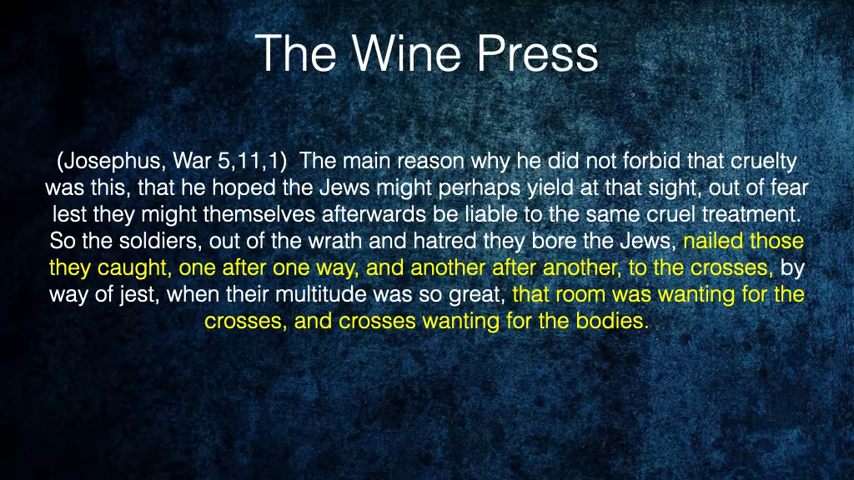 The Wine Press
(Josephus, War 5,11,1)  The main reason why he did not forbid that cruelty
was this, that he hoped the Jews might perhaps yield at that sight, out of fear
lest they might themselves afterwards be liable to the same cruel treatment.
So the soldiers, out of the wrath and hatred they bore the Jews, nailed those
they caught, one after one way, and another after another, to the crosses, by
way of jest, when their multitude was so great, that room was wanting for the
crosses, and crosses wanting for the bodies.